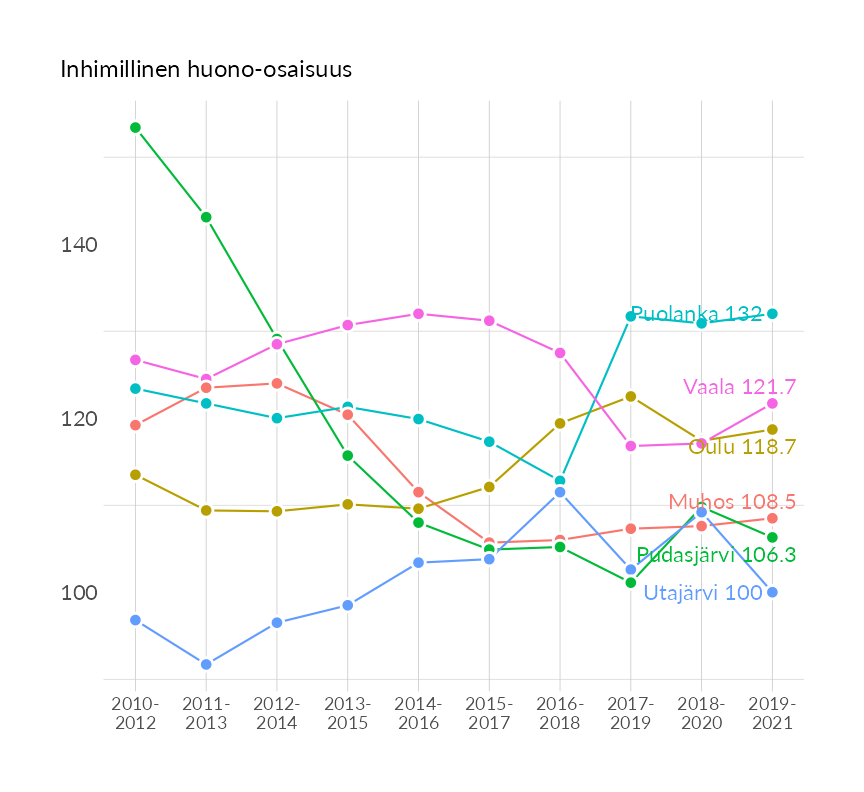 Inhimillinen huono-osaisuus
140
120
100
Puolanka 132
Vaala 121.7
Oulu 118.7
Muhos 108.5
Pudasjärvi 106.3
Utajärvi 100
2010- 2011- 2012- 2013- 2014- 2015- 2016- 2017- 2018- 2019-
2012 2013 2014 2015 2016 2017 2018 2019 2020 2021